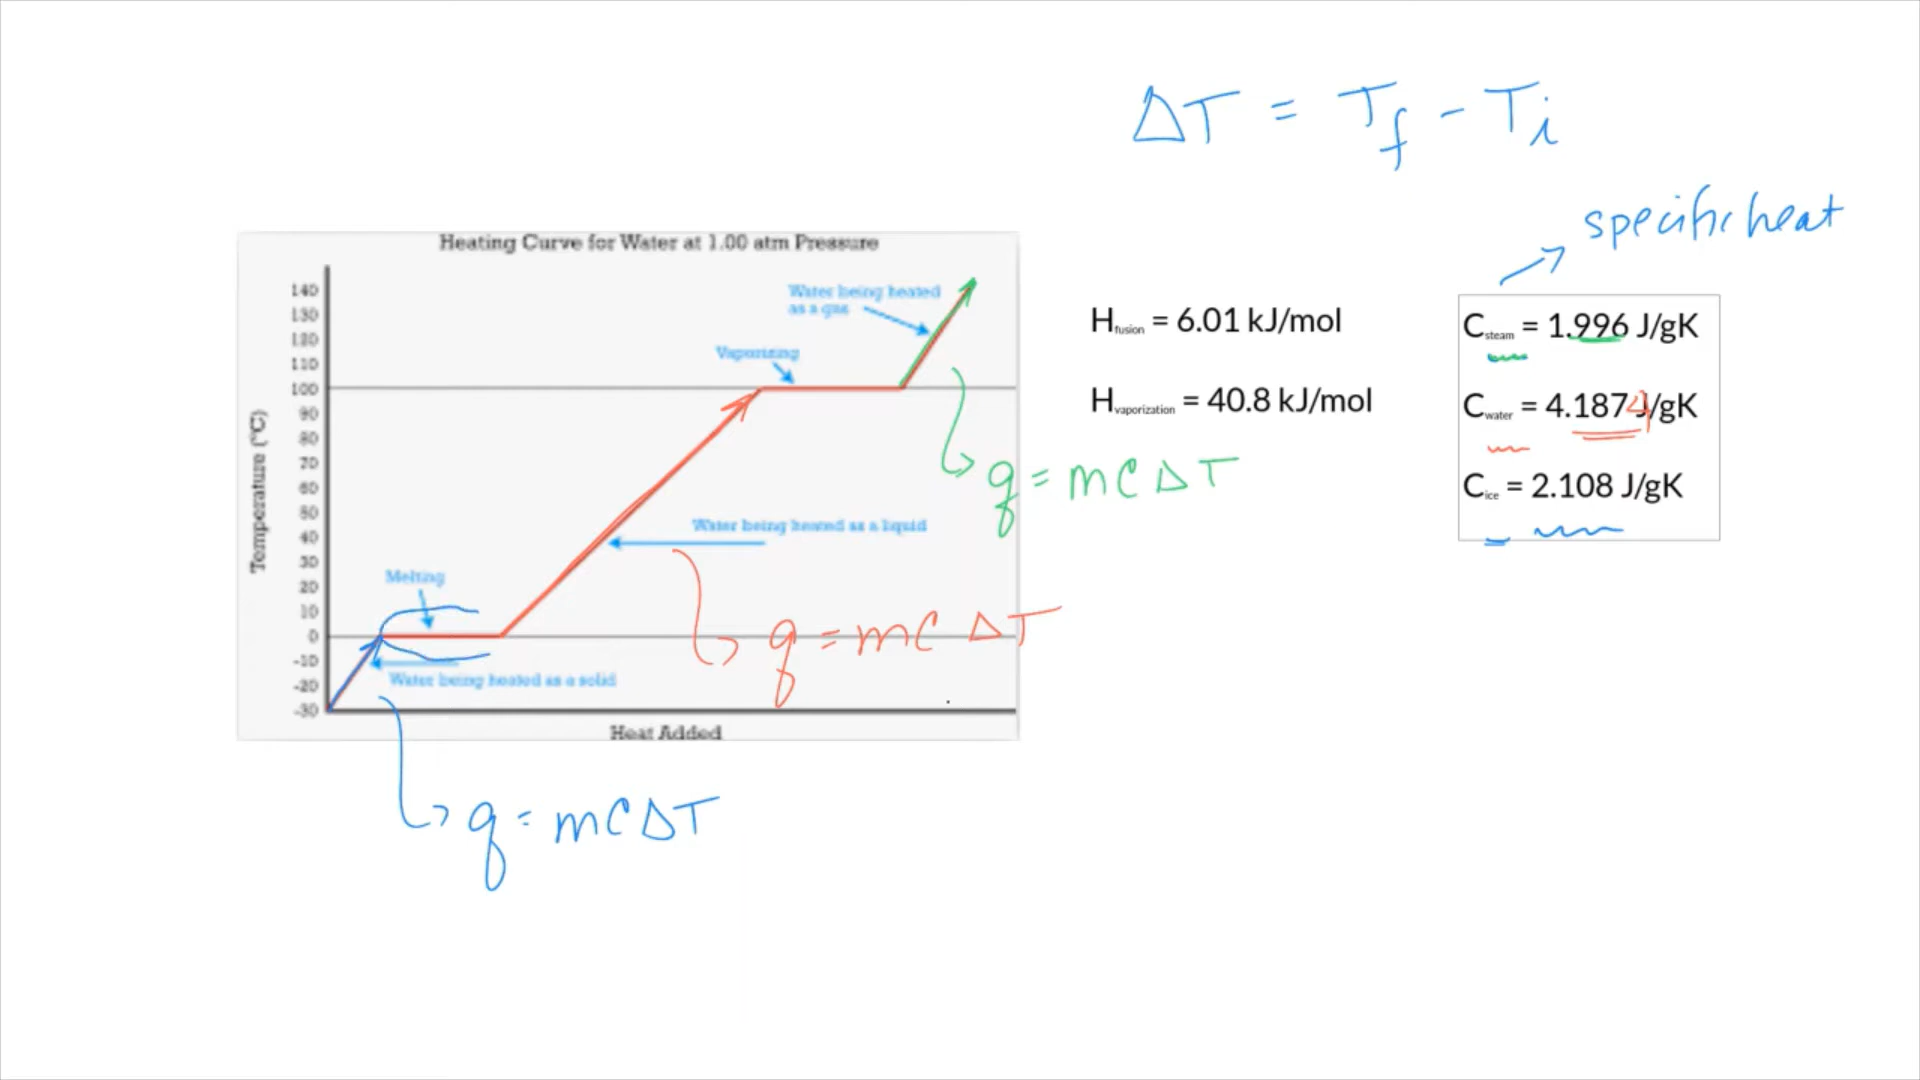 ΔT = Tf - Ti
specific heat
Heating Curve for Water at 1.00 atm Pressure
140
130
120
110
100
90
80
70
60
50
40
30
20
10
0
-10
-20
-30
Temperature (°C)
Water being heated
as a gas
Vaporizing
Water being heated as a liquid
Melting
Water being heated as a solid
Heat Added
Hfusion = 6.01 kJ/mol
Hvaporization = 40.8 kJ/mol
Csteam = 1.996 J/gK
Cwater = 4.187 J/gK
Cice = 2.108 J/gK
q = mCΔT
q = mC ΔT
q = mCΔT